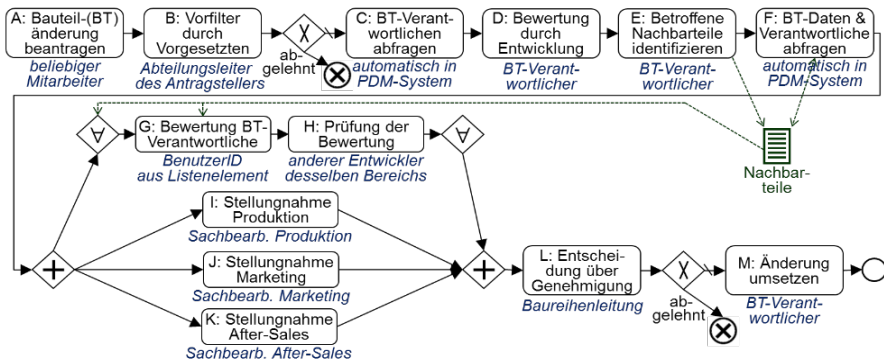 A: Bauteil-(BT)
änderung
beantragen
beliebiger
Mitarbeiter
B: Vorfilter
durch
Vorgesetzten
Abteilungsleiter
des Antragstellers
X
ab-
gelehnt
C: BT-Verant-
wortlichen
abfragen
automatisch in
PDM-System
D: Bewertung
durch
Entwicklung
BT-Verant-
wortlicher
E: Betroffene
Nachbarteile
identifizieren
BT-Verant-
wortlicher
F: BT-Daten &
Verantwortliche
abfragen
automatisch in
PDM-System
∀
G: Bewertung BT-
Verantwortliche
BenutzerID
aus Listenelement
H: Prüfung der
Bewertung
anderer Entwickler
desselben Bereichs
∀
Nachbar-
teile
I: Stellungnahme
Produktion
Sachbearb. Produktion
J: Stellungnahme
Marketing
Sachbearb. Marketing
K: Stellungnahme
After-Sales
Sachbearb. After-Sales
L: Entschei-
dung über
Genehmigung
Baureihenleitung
X
ab-
gelehnt
M: Änderung
umsetzen
BT-Verant-
wortlicher